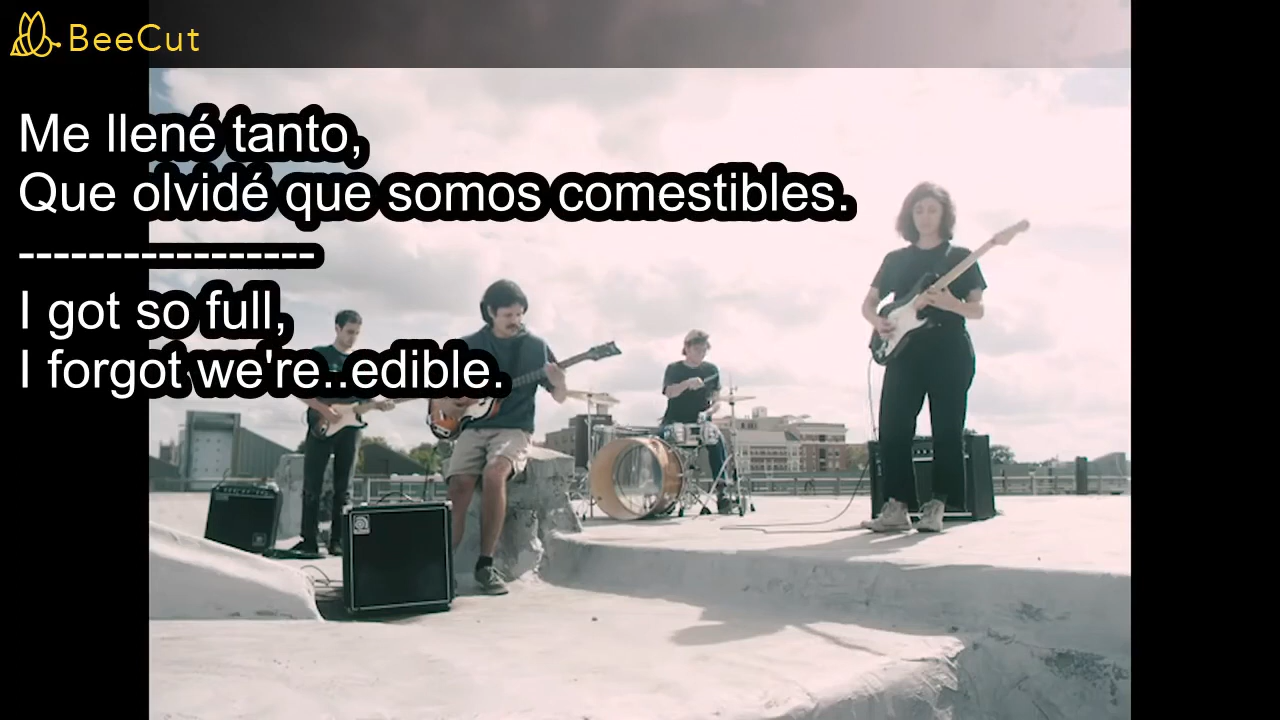 BeeCut
Me llené tanto,
Que olvidé que somos comestibles.
-----------------
I got so full,
I forgot we're..edible.